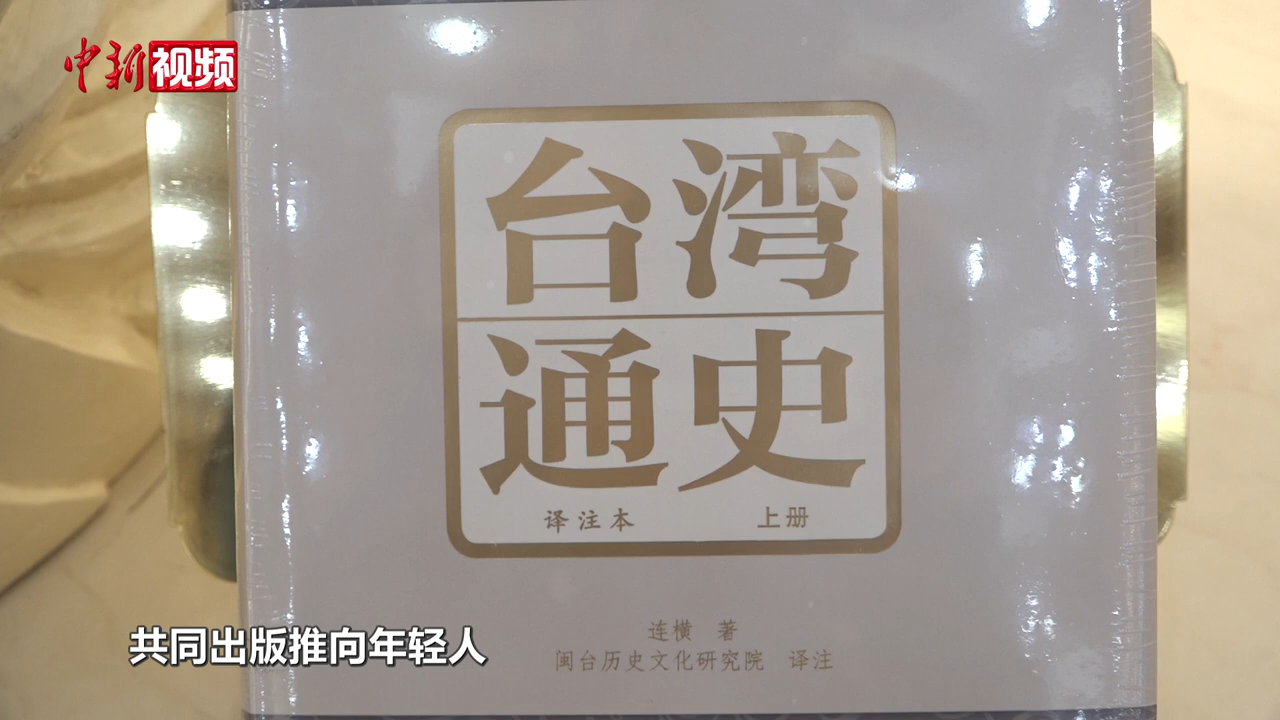 中新视频
台湾
通史
译注本 上册
连横 著
闽台历史文化研究院 译注
共同出版推向年轻人